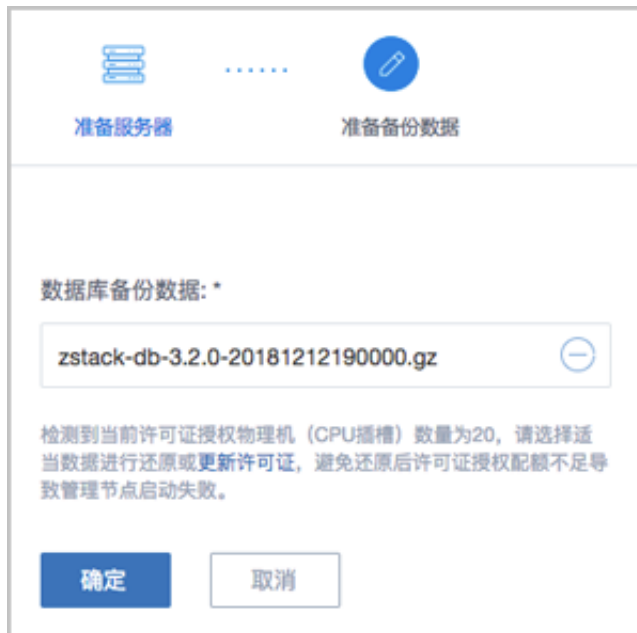 准备服务器
准备备份数据
数据库备份数据: *
zstack-db-3.2.0-20181212190000.gz
检测到当前许可证授权物理机（CPU插槽）数量为20，请选择适
当数据进行还原或更新许可证，避免还原后许可证授权配额不足导
致管理节点启动失败。
确定
取消